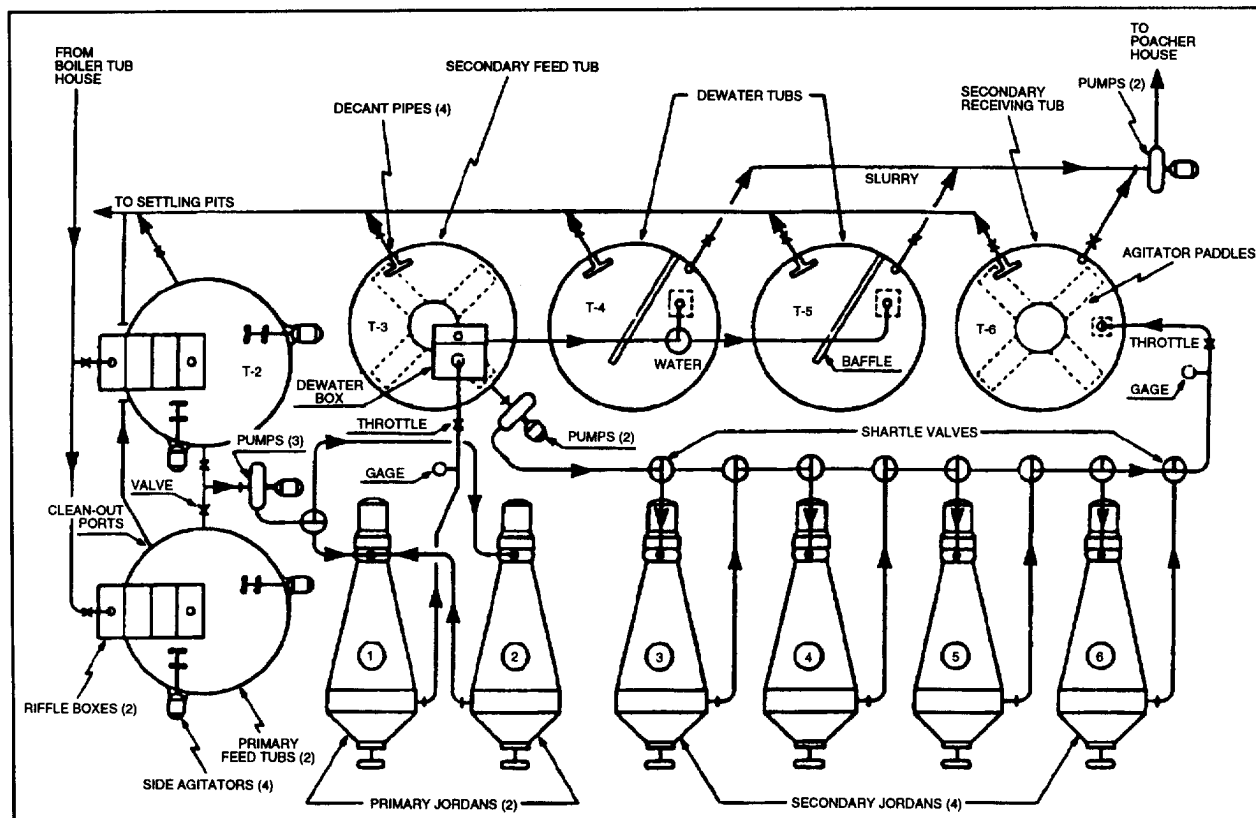 FROM
BOILER TUB
HOUSE
SECONDARY FEED TUB
DECANT PIPES (4)
DEWATER TUBS
SECONDARY
RECEIVING TUB
TO
POACHER
HOUSE
PUMPS (2)
SLURRY
TO SETTLING PITS
AGITATOR PADDLES
T-2
T-3
T-4
T-5
T-6
WATER
BAFFLE
THROTTLE
GAGE
DEWATER
BOX
THROTTLE
PUMPS (2)
SHARTLE VALVES
PUMPS (3)
GAGE
VALVE
CLEAN-OUT
PORTS
1
2
3
4
5
6
RIFFLE BOXES (2)
PRIMARY
FEED TUBS (2)
SIDE AGITATORS (4)
PRIMARY JORDANS (2)
SECONDARY JORDANS (4)